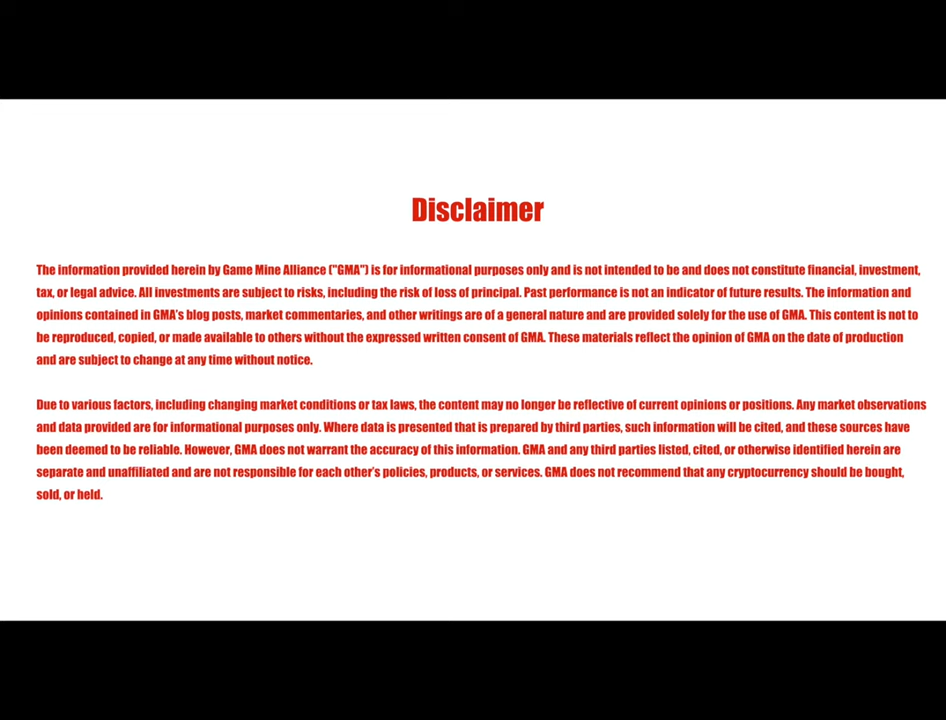 Disclaimer
The information provided herein by Game Mine Alliance ("GMA") is for informational purposes only and is not intended to be and does not constitute financial, investment,
tax, or legal advice. All investments are subject to risks, including the risk of loss of principal. Past performance is not an indicator of future results. The information and
opinions contained in GMA's blog posts, market commentaries, and other writings are of a general nature and are provided solely for the use of GMA. This content is not to
be reproduced, copied, or made available to others without the expressed written consent of GMA. These materials reflect the opinion of GMA on the date of production
and are subject to change at any time without notice.
Due to various factors, including changing market conditions or tax laws, the content may no longer be reflective of current opinions or positions. Any market observations
and data provided are for informational purposes only. Where data is presented that is prepared by third parties, such information will be cited, and these sources have
been deemed to be reliable. However, GMA does not warrant the accuracy of this information. GMA and any third parties listed, cited, or otherwise identified herein are
separate and unaffiliated and are not responsible for each other's policies, products, or services. GMA does not recommend that any cryptocurrency should be bought,
sold, or held.